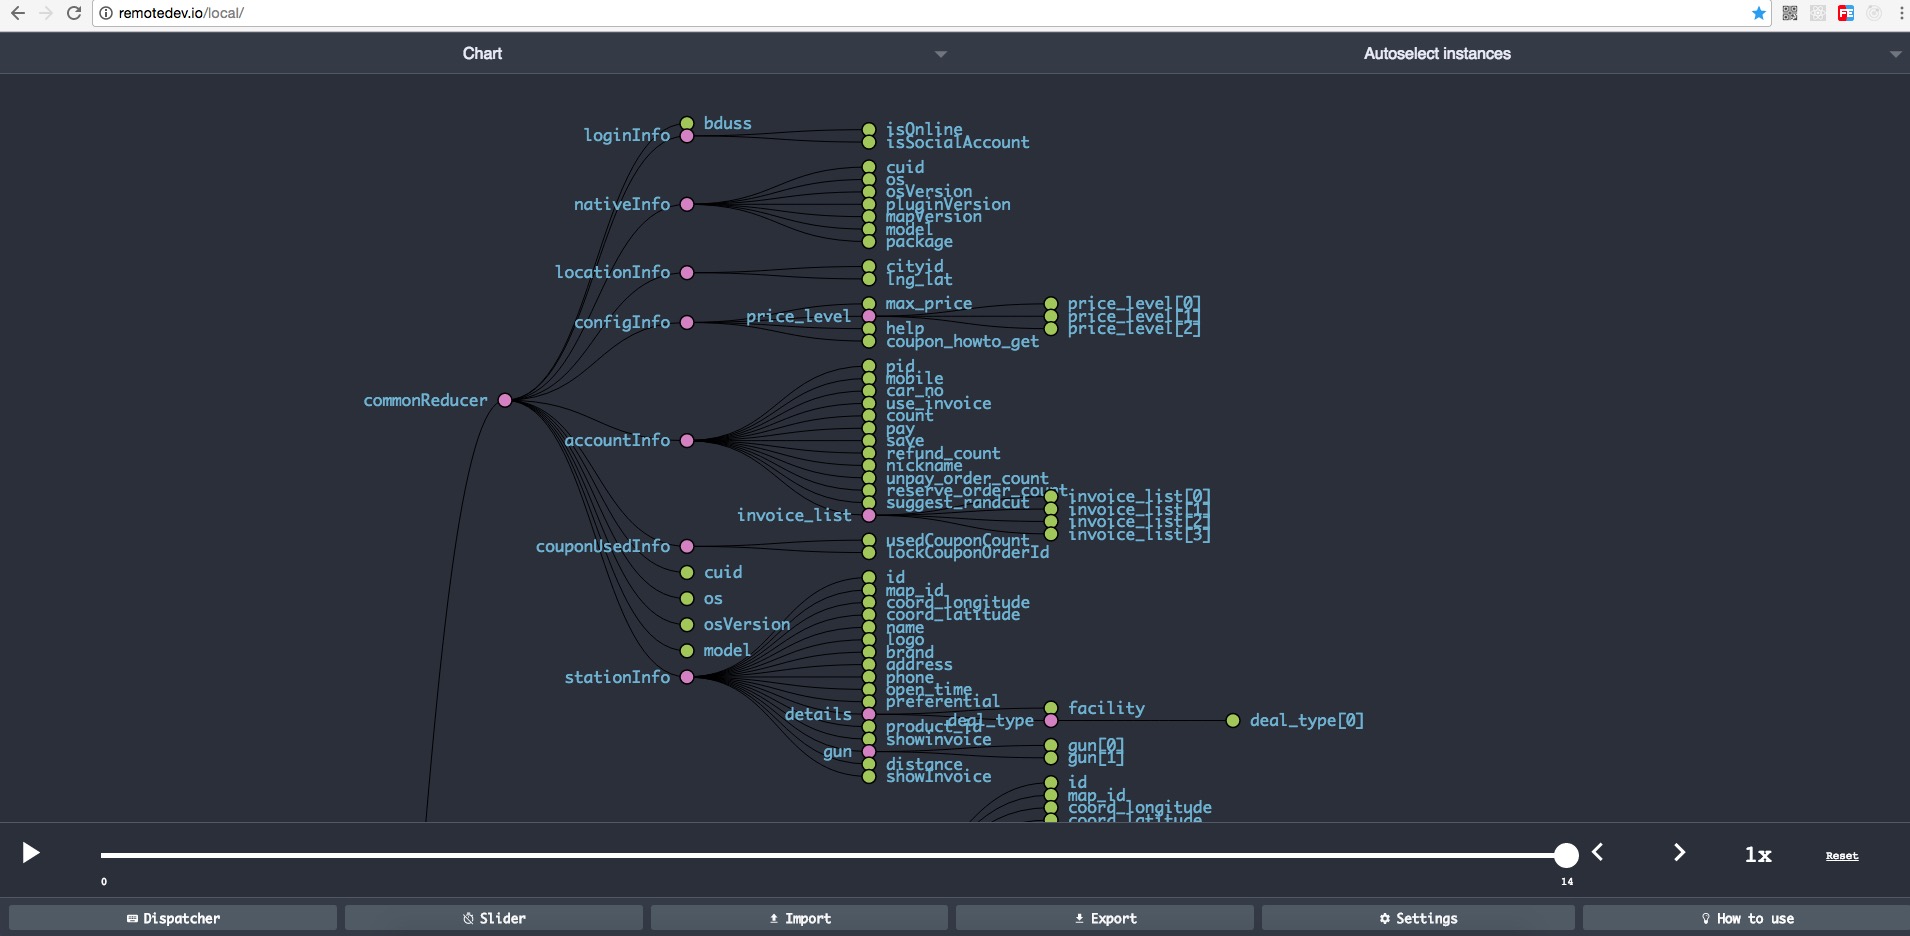 remotedev.io/local/
FE
Chart
Autoselect instances
bduss
loginInfo
isOnline
isSocialAccount
cuid
os
osVersion
nativeInfo
pluginVersion
mapVersion
model
package
locationInfo
cityid
lng_lat
max_price
price_level[0]
configInfo
price_level
price_level[1]
help
price_level[2]
coupon_howto_get
pid
mobile
car_no
commonReducer
use_invoice
count
pay
accountInfo
save
refund_count
nickname
unpay_order_count
reserve_order_count
invoice_list[0]
suggest_randcut
invoice_list[1]
invoice_list
invoice_list[2]
invoice_list[3]
usedCouponCount
couponUsedInfo
lockCouponOrderId
cuid
id
map_id
os
coord_longitude
coord_latitude
osVersion
name
logo
model
brand
address
stationInfo
phone
open_time
preferential
facility
details
deal_type
deal_type[0]
product_id
showinvoice
gun[0]
gun
gun[1]
distance
showInvoice
id
map_id
coord_longitude
coord_latitude
1x
Reset
0
14
Dispatcher
Slider
Import
Export
Settings
How to use